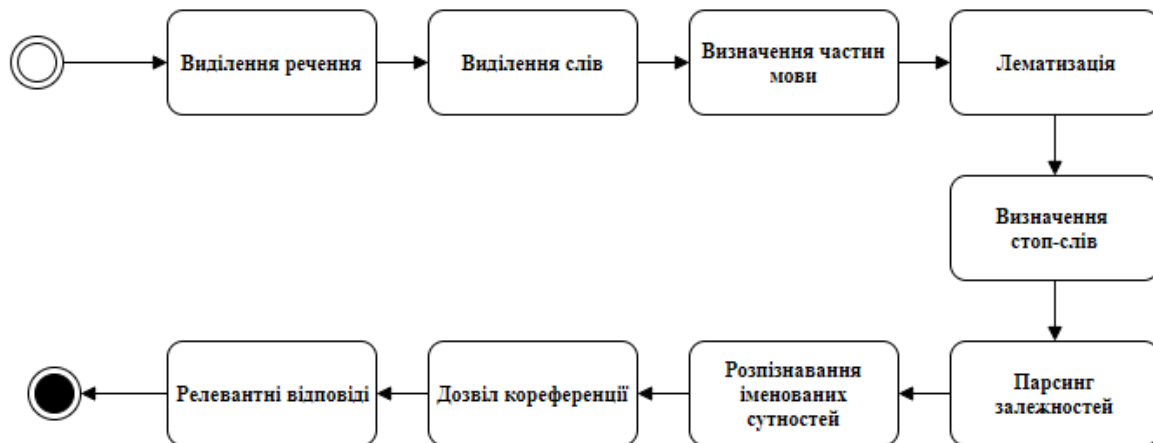 Виділення речення
Виділення слів
Визначення частин
мови
Лематизація
Визначення
стоп-слів
Парсинг
залежностей
Розпізнавання
іменованих
сутностей
Дозвіл кореференції
Релевантні відповіді